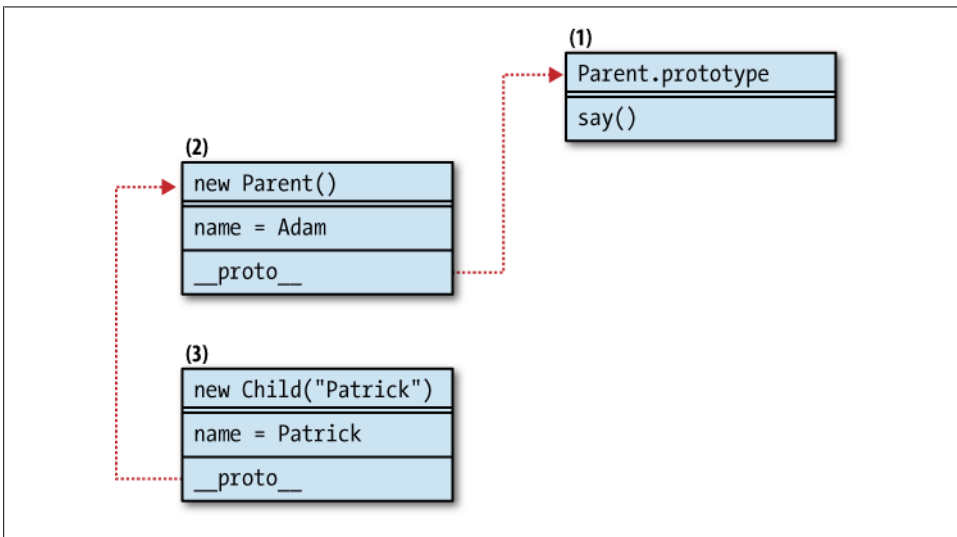 (1)
Parent.prototype
say()
(2)
new Parent()
name = Adam
__proto__
(3)
new Child("Patrick")
name = Patrick
__proto__